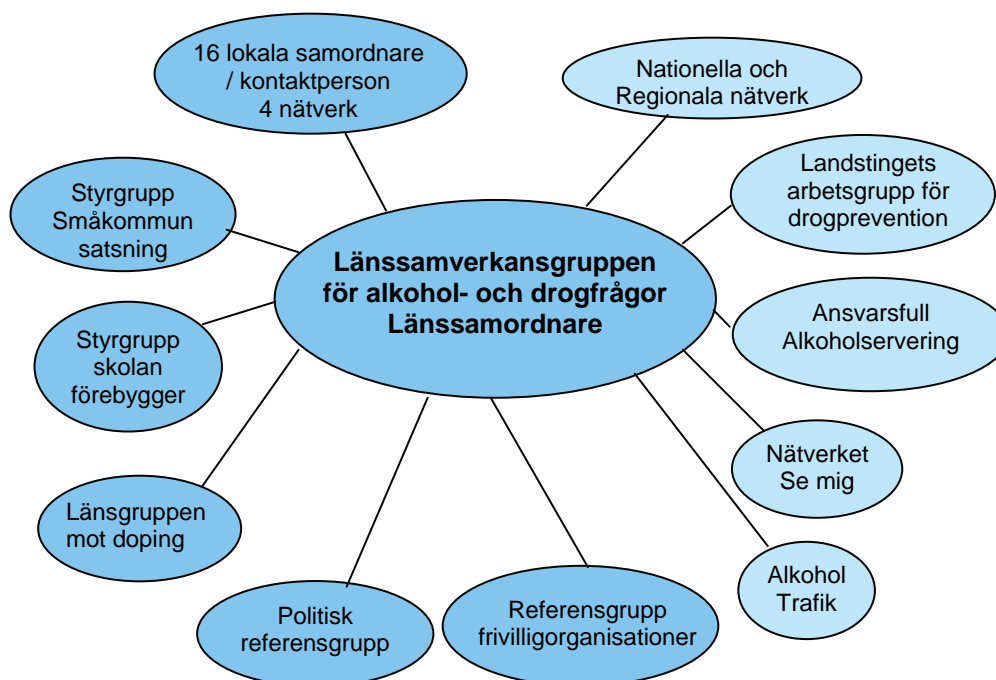 16 lokala samordnare
/ kontaktperson
4 nätverk
Nationella och
Regionala nätverk
Landstingets
arbetsgrupp för
drogprevention
Styrgrupp
Småkommun
satsning
Länssamverkansgruppen
för alkohol- och drogfrågor
Länssamordnare
Ansvarsfull
Alkoholservering
Styrgrupp
skolan
förebygger
Nätverket
Se mig
Länsgruppen
mot doping
Alkohol
Trafik
Politisk
referensgrupp
Referensgrupp
frivilligorganisationer